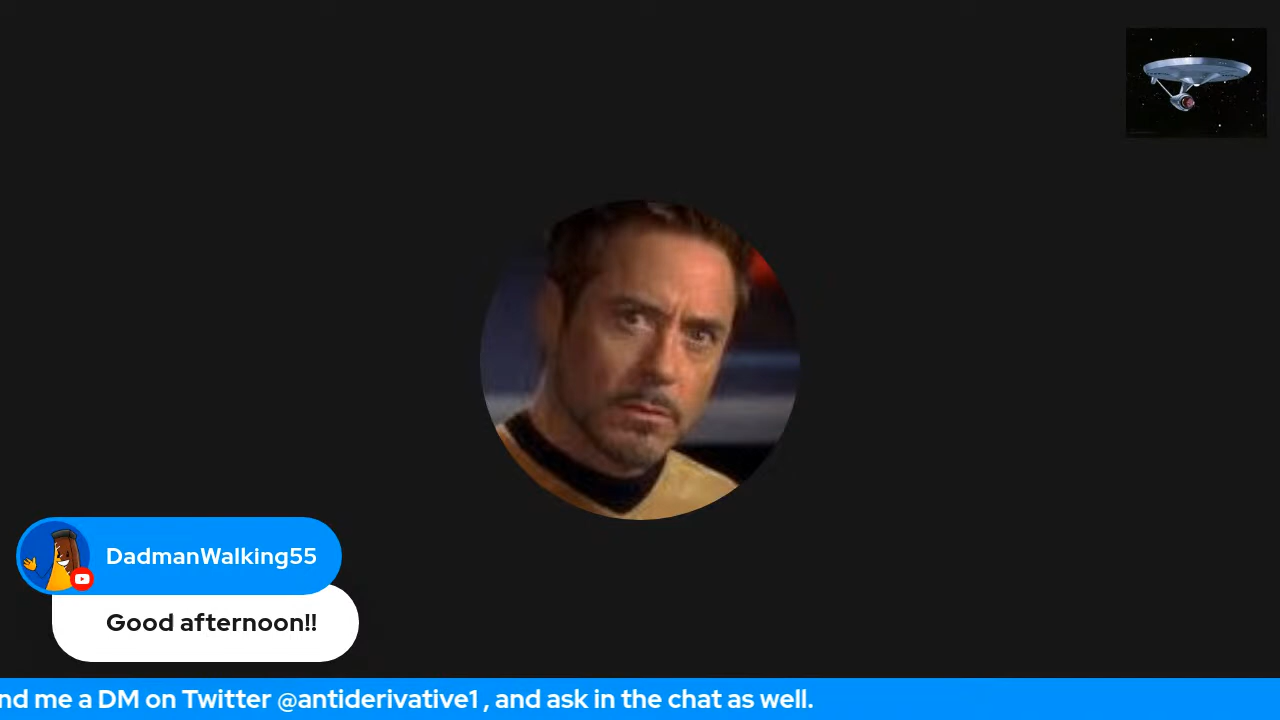 DadmanWalking55
Good afternoon!!
nd me a DM on Twitter @antiderivative1 , and ask in the chat as well.